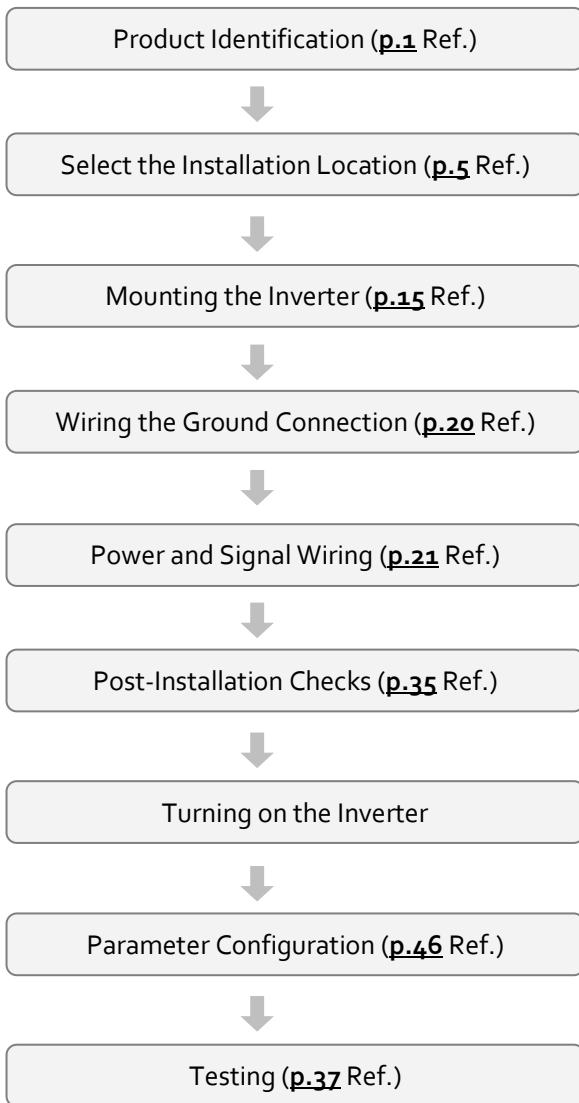 Product Identification (p.1 Ref.)
Select the Installation Location (p.5 Ref.)
Mounting the Inverter (p.15 Ref.)
Wiring the Ground Connection (p.20 Ref.)
Power and Signal Wiring (p.21 Ref.)
Post-Installation Checks (p.35 Ref.)
Turning on the Inverter
Parameter Configuration (p.46 Ref.)
Testing (p.37 Ref.)